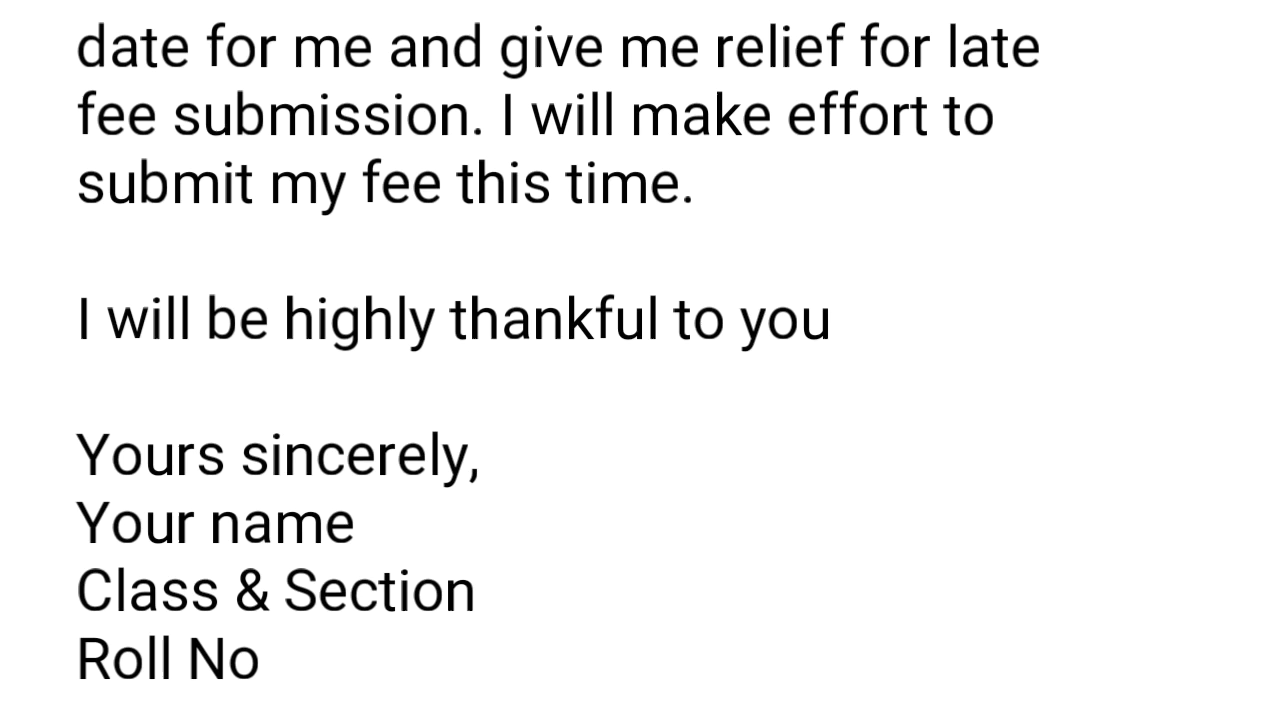 date for me and give me relief for late
fee submission. I will make effort to
submit my fee this time.
I will be highly thankful to you
Yours sincerely,
Your name
Class & Section
Roll No